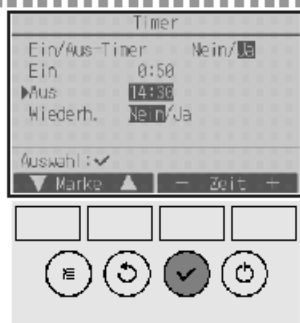 Timer
Ein/Aus-Timer Nein/Ja
Ein 0:50
▶Aus 14:30
Wiederh. Nein/Ja
Auswahl:✔
▼ Marke ▲ − Zeit +